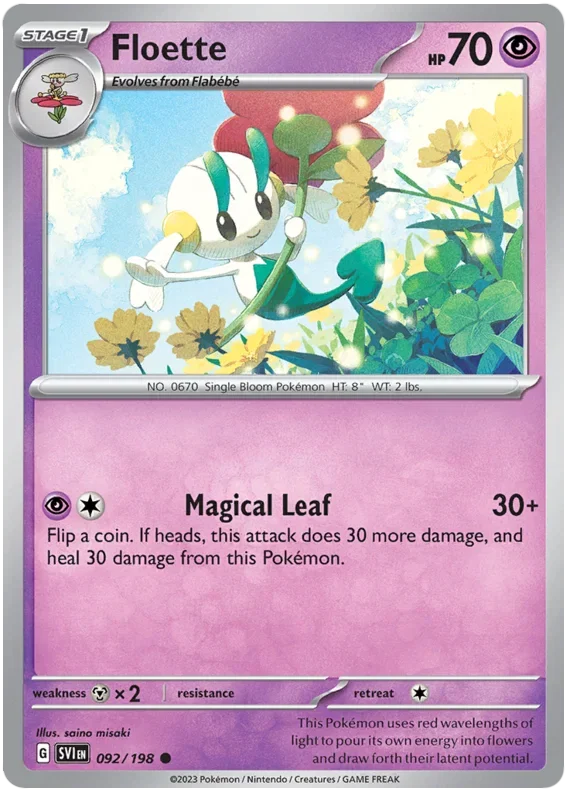 STAGE1
Floette
HP70
Evolves from Flabébé
NO. 0670 Single Bloom Pokémon HT: 8" WT: 2 lbs.
Magical Leaf 30+
Flip a coin. If heads, this attack does 30 more damage, and
heal 30 damage from this Pokémon.
weakness ×2 resistance retreat
Illus. saino misaki
G SVI EN 092/198
This Pokémon uses red wavelengths of
light to pour its own energy into flowers
and draw forth their latent potential.
©2023 Pokémon / Nintendo / Creatures / GAME FREAK